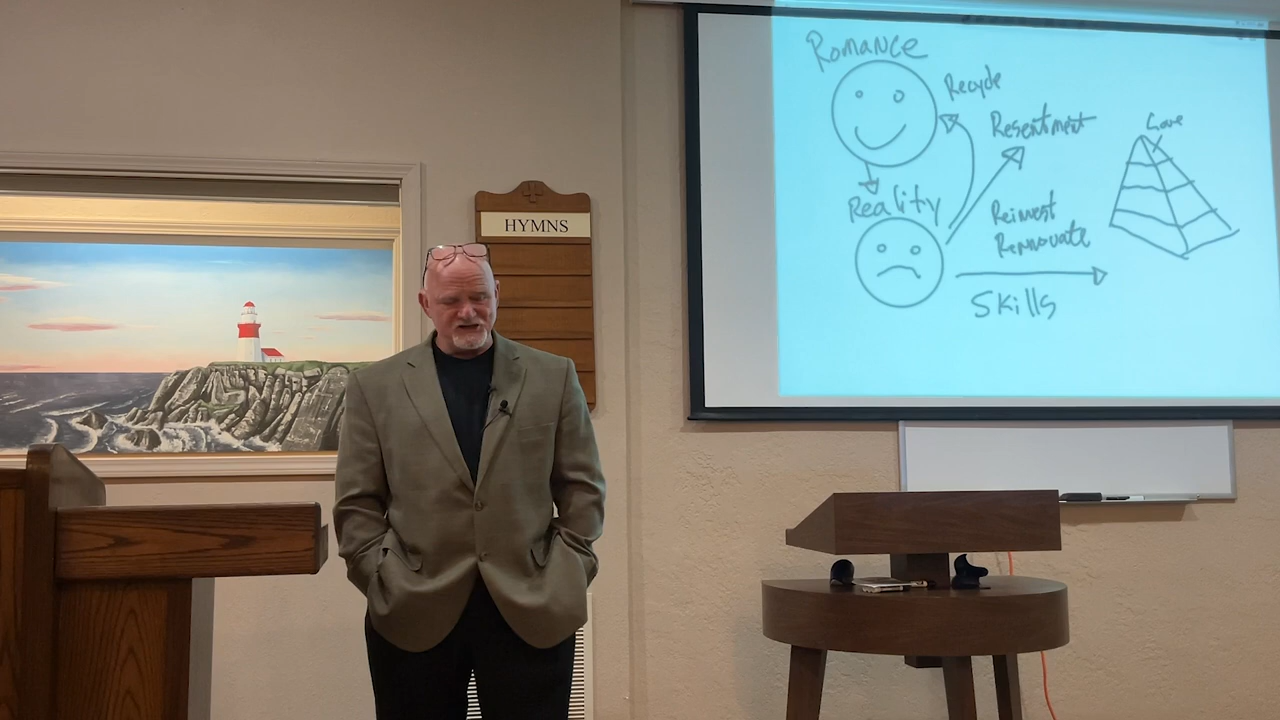 HYMNS
Romance
Recycle
Resentment
Love
Reality
Reinvest
Rennovate
Skills